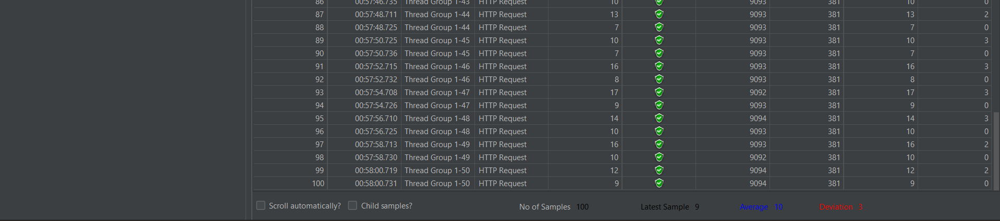 86 00:57:46.735 Thread Group 1-43 HTTP Request 10 9093 381 10 0
87 00:57:48.711 Thread Group 1-44 HTTP Request 13 9093 381 13 2
88 00:57:48.725 Thread Group 1-44 HTTP Request 7 9093 381 7 0
89 00:57:50.725 Thread Group 1-45 HTTP Request 10 9093 381 10 3
90 00:57:50.736 Thread Group 1-45 HTTP Request 7 9093 381 7 0
91 00:57:52.715 Thread Group 1-46 HTTP Request 16 9093 381 16 3
92 00:57:52.732 Thread Group 1-46 HTTP Request 8 9093 381 8 0
93 00:57:54.708 Thread Group 1-47 HTTP Request 17 9092 381 17 3
94 00:57:54.726 Thread Group 1-47 HTTP Request 9 9093 381 9 0
95 00:57:56.710 Thread Group 1-48 HTTP Request 14 9094 381 14 3
96 00:57:56.725 Thread Group 1-48 HTTP Request 10 9093 381 10 0
97 00:57:58.713 Thread Group 1-49 HTTP Request 16 9093 381 16 2
98 00:57:58.730 Thread Group 1-49 HTTP Request 10 9092 381 10 0
99 00:58:00.719 Thread Group 1-50 HTTP Request 12 9094 381 12 2
100 00:58:00.731 Thread Group 1-50 HTTP Request 9 9094 381 9 0
Scroll automatically? Child samples? No of Samples 100 Latest Sample 9 Average 10 Deviation 3